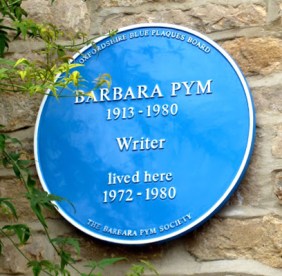 OXFORDSHIRE BLUE PLAQUES BOARD
BARBARA PYM
1913 - 1980
Writer
lived here
1972 - 1980
THE BARBARA PYM SOCIETY